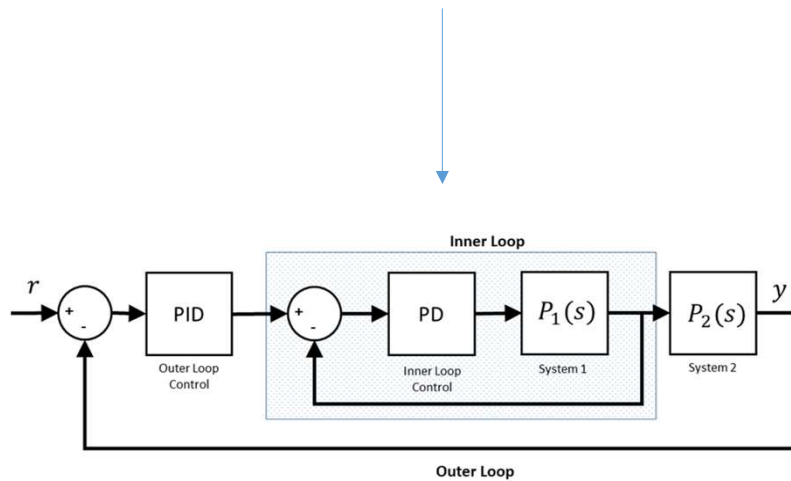 Inner Loop
r
y
+
-
PID
+
-
PD
P₁(s)
P₂(s)
Outer Loop
Control
Inner Loop
Control
System 1
System 2
Outer Loop